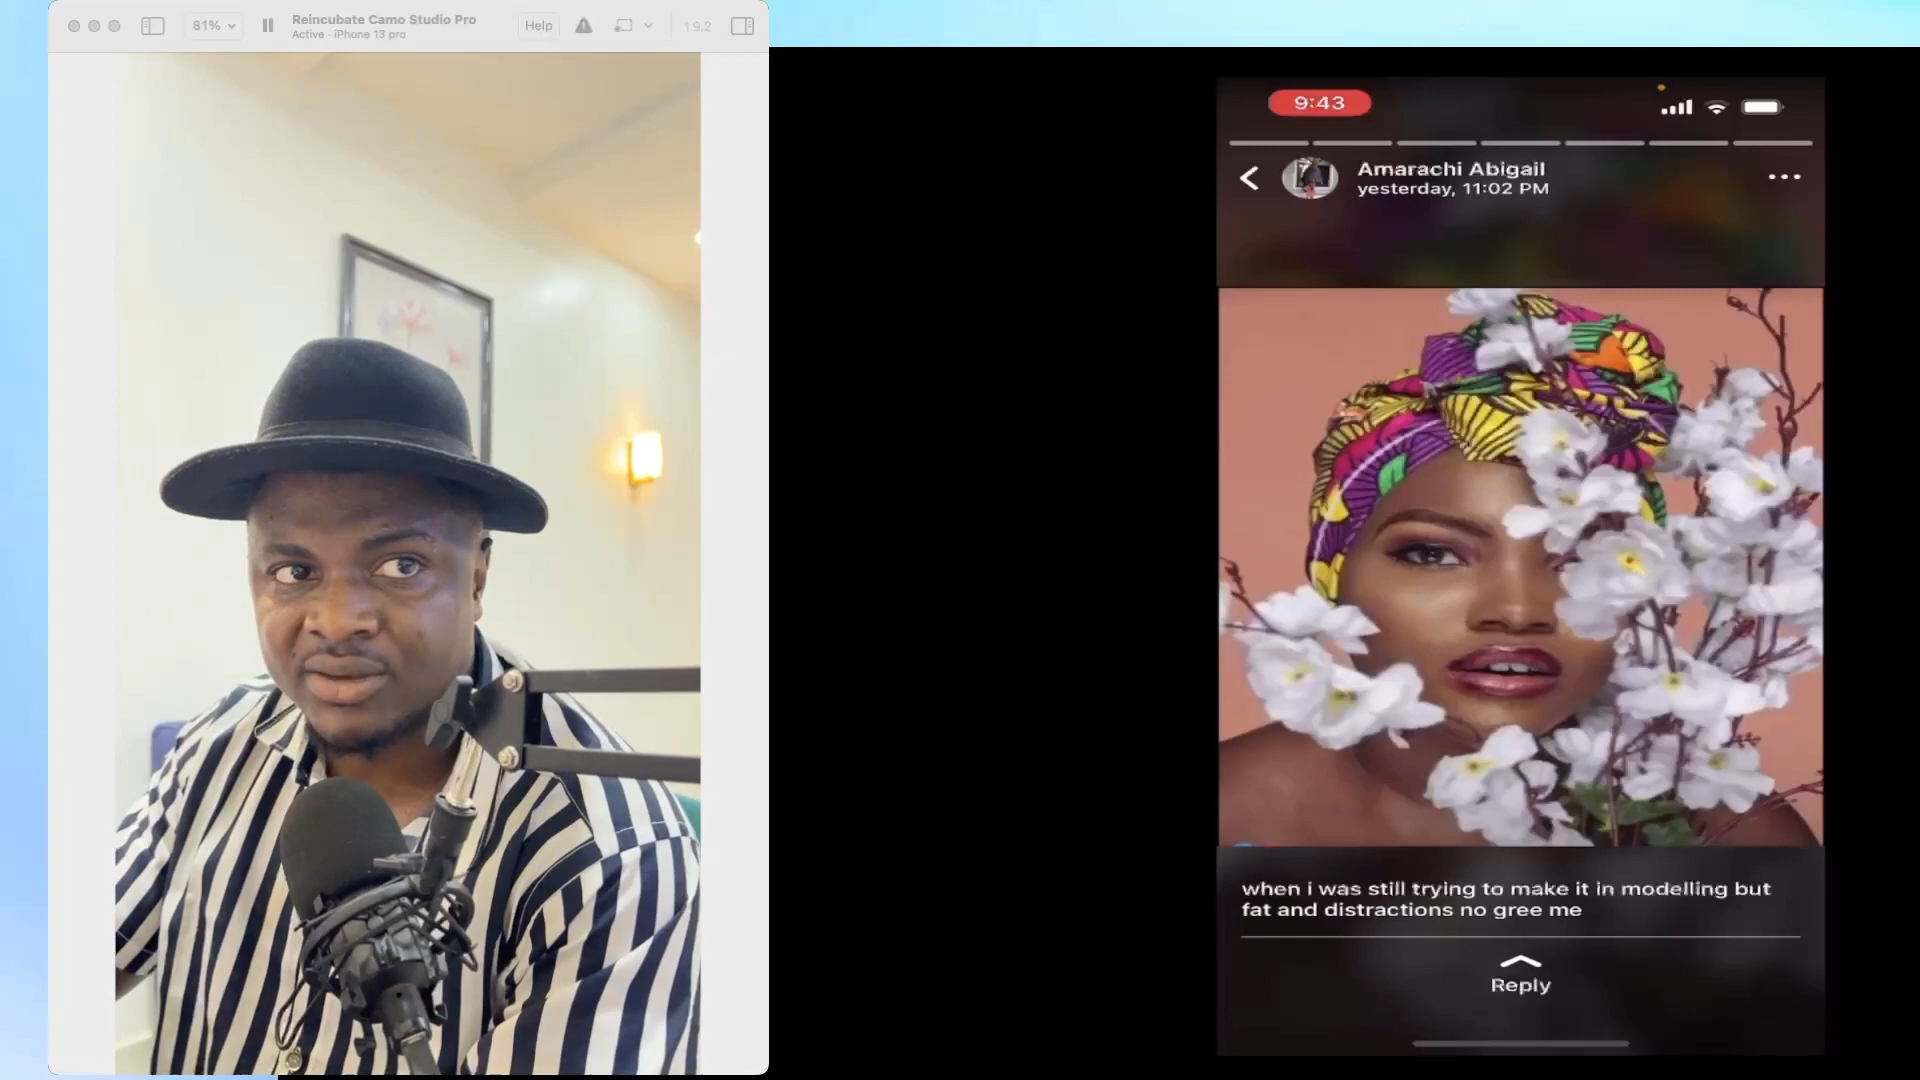 81%
Reincubate Camo Studio Pro
Active - iPhone 13 pro
Help
1.9.2
9:43
Amarachi Abigail
yesterday, 11:02 PM
when i was still trying to make it in modelling but
fat and distractions no gree me
Reply